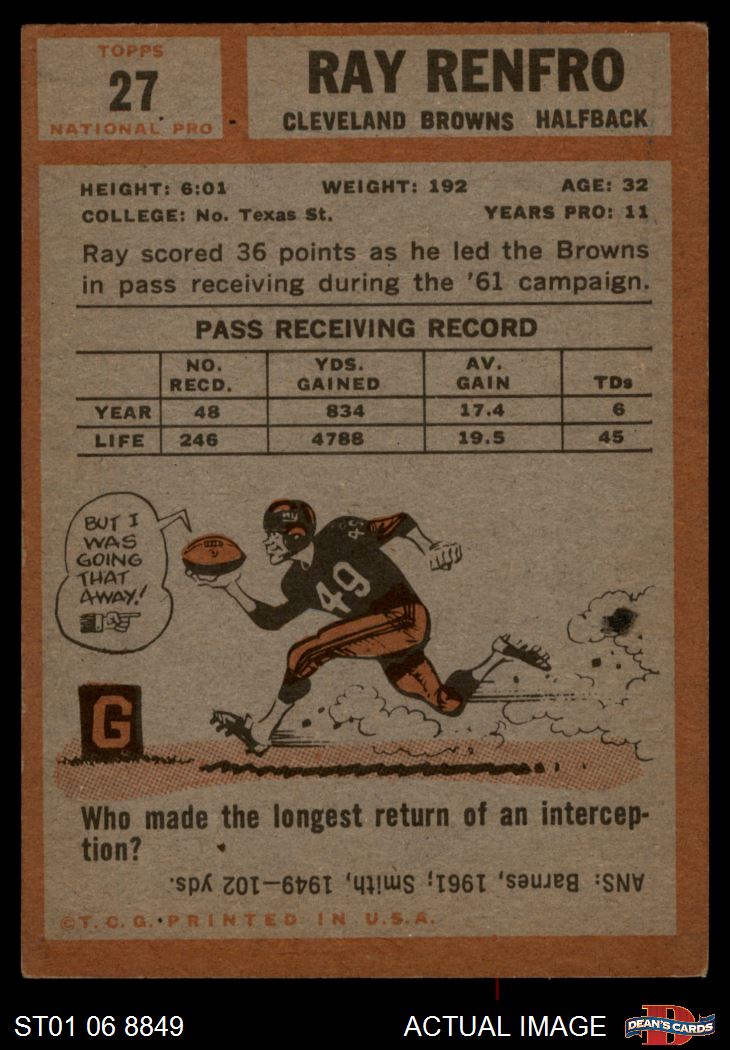 TOPPS
27
NATIONAL PRO
RAY RENFRO
CLEVELAND BROWNS HALFBACK
HEIGHT: 6:01 WEIGHT: 192 AGE: 32
COLLEGE: No. Texas St. YEARS PRO: 11
Ray scored 36 points as he led the Browns
in pass receiving during the '61 campaign.
PASS RECEIVING RECORD
NO. RECD. YDS. GAINED AV. GAIN TDs
YEAR 48 834 17.4 6
LIFE 246 4788 19.5 45
BUT I
WAS
GOING
THAT
AWAY!
49
49
G
Who made the longest return of an intercep-
tion?
ANS: Barnes, 1961; Smith, 1949—102 yds.
©T.C.G. PRINTED IN U.S.A.
ST01 06 8849
ACTUAL IMAGE
D
DEAN'S CARDS